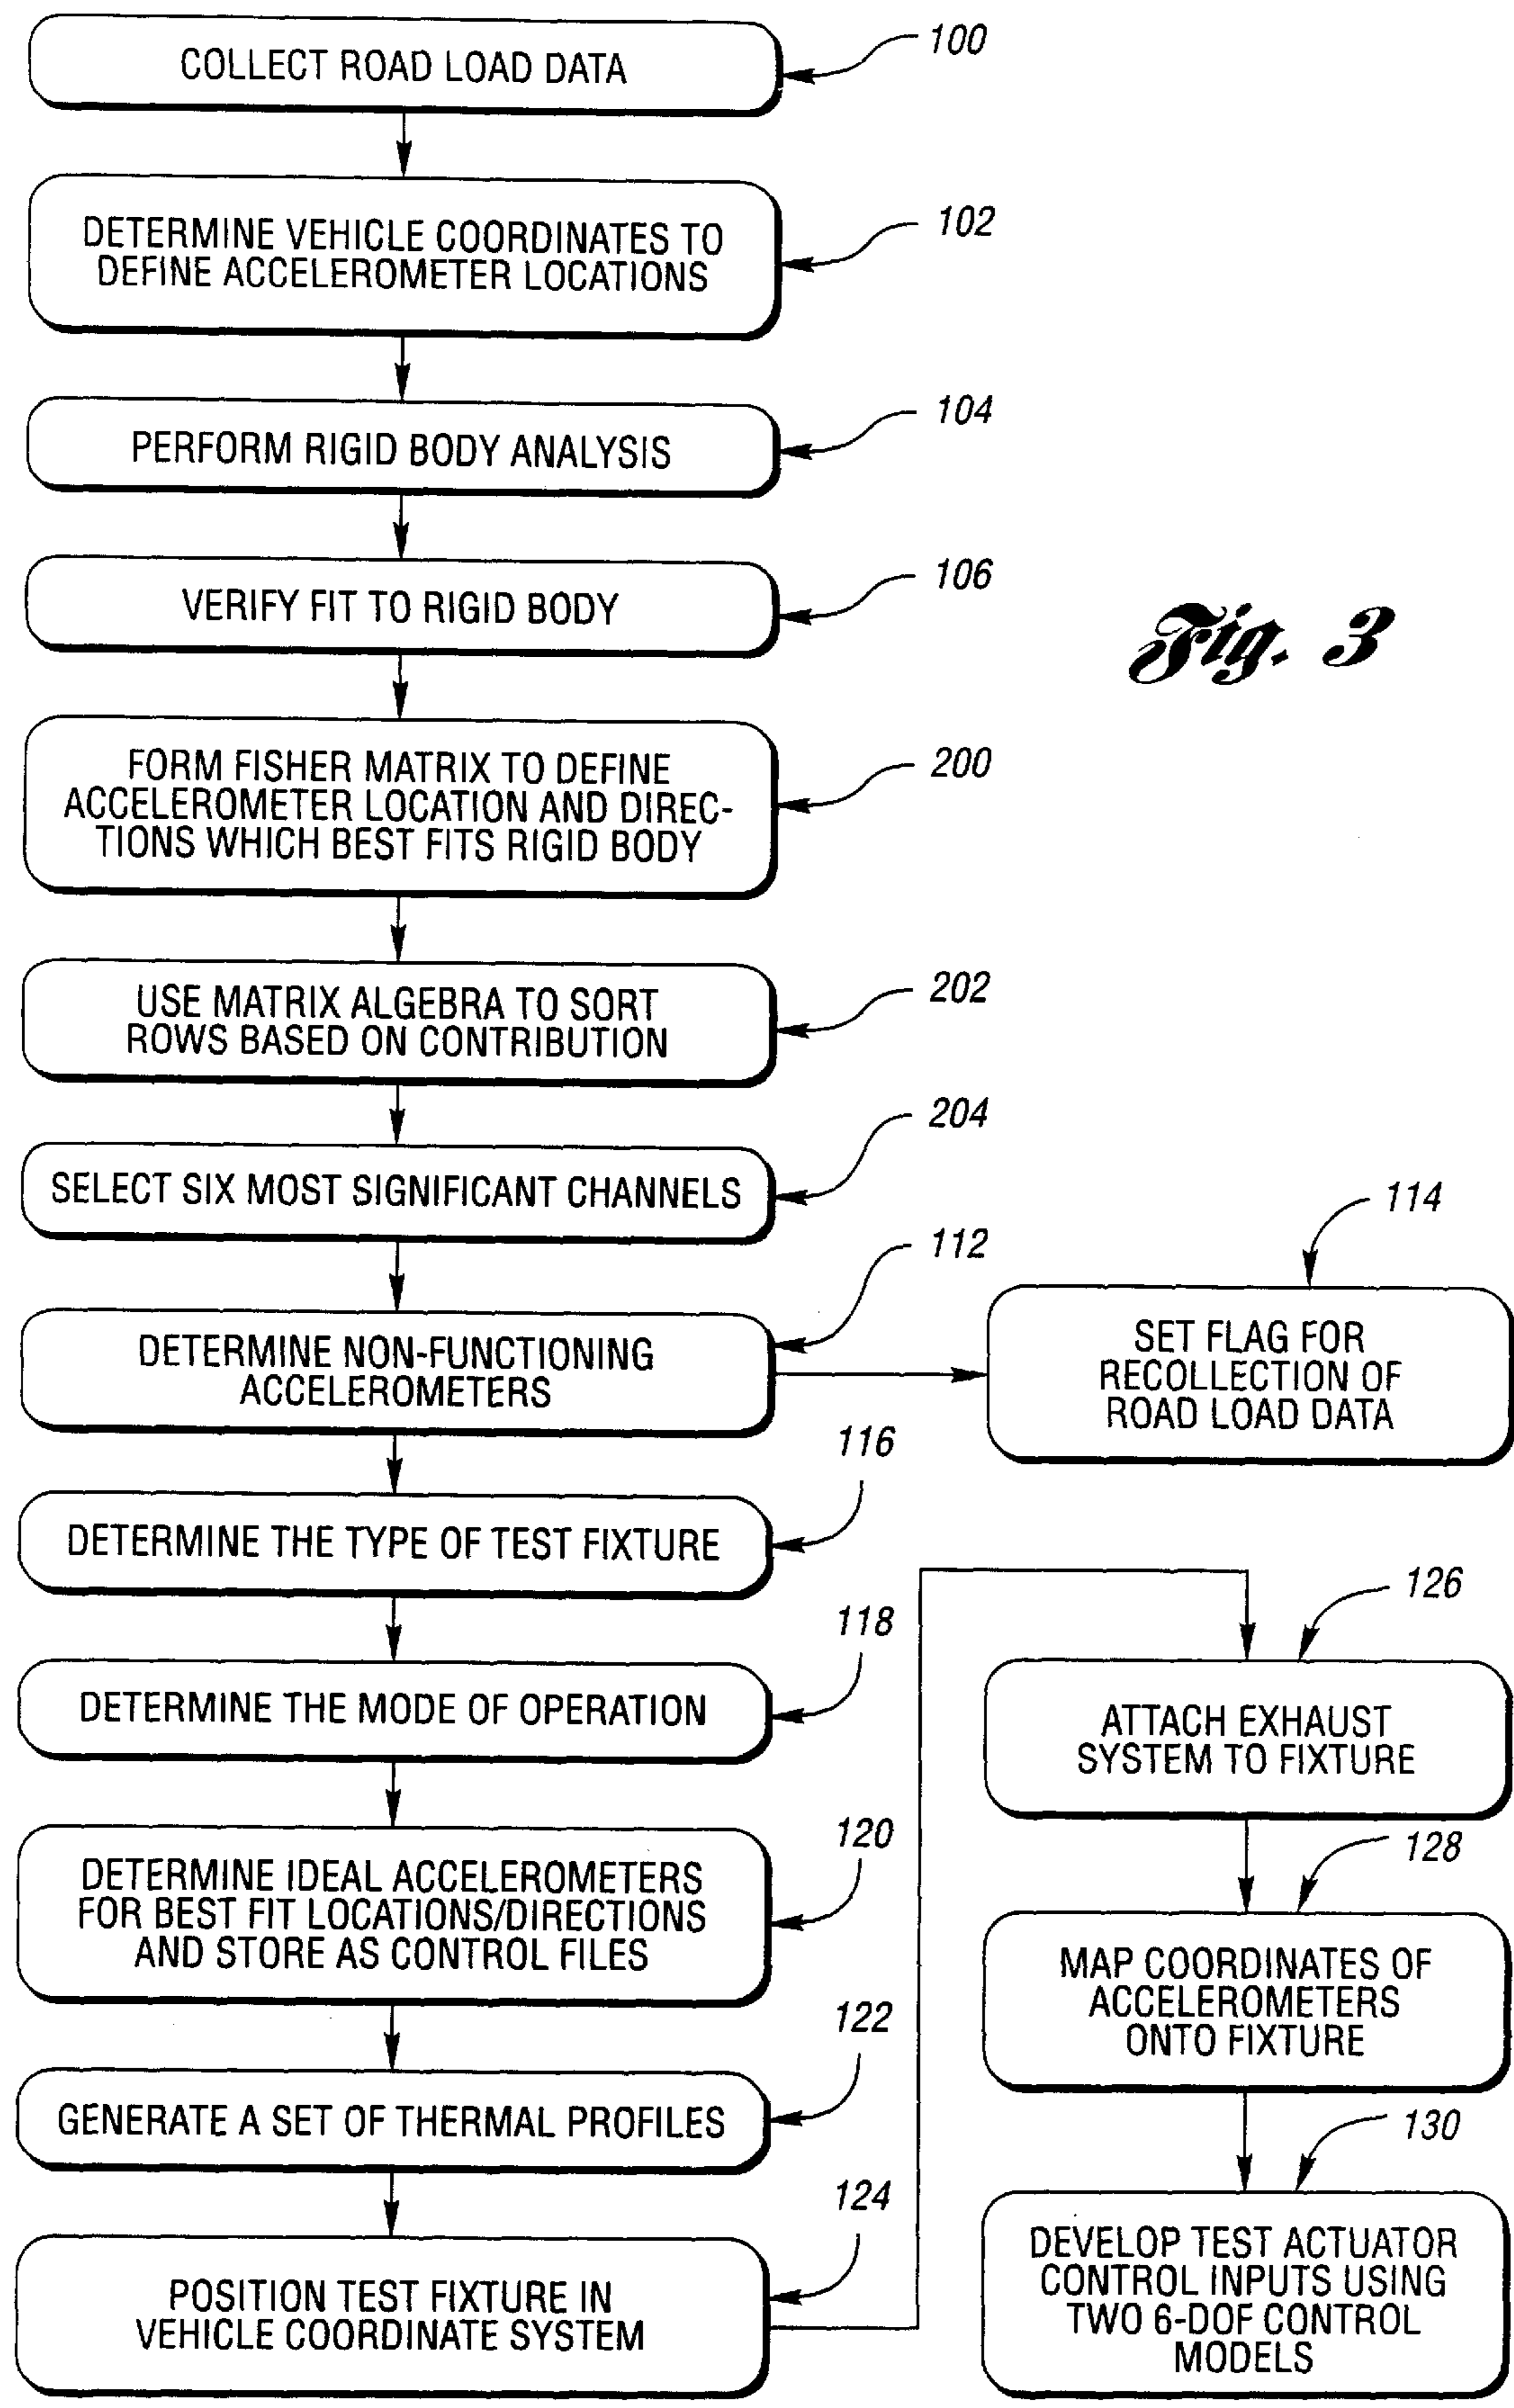 COLLECT ROAD LOAD DATA
100
DETERMINE VEHICLE COORDINATES TO
DEFINE ACCELEROMETER LOCATIONS
102
PERFORM RIGID BODY ANALYSIS
104
VERIFY FIT TO RIGID BODY
106
Fig. 3
FORM FISHER MATRIX TO DEFINE
ACCELEROMETER LOCATION AND DIREC-
TIONS WHICH BEST FITS RIGID BODY
200
USE MATRIX ALGEBRA TO SORT
ROWS BASED ON CONTRIBUTION
202
SELECT SIX MOST SIGNIFICANT CHANNELS
204
DETERMINE NON-FUNCTIONING
ACCELEROMETERS
112
SET FLAG FOR
RECOLLECTION OF
ROAD LOAD DATA
114
DETERMINE THE TYPE OF TEST FIXTURE
116
DETERMINE THE MODE OF OPERATION
118
DETERMINE IDEAL ACCELEROMETERS
FOR BEST FIT LOCATIONS/DIRECTIONS
AND STORE AS CONTROL FILES
120
GENERATE A SET OF THERMAL PROFILES
122
POSITION TEST FIXTURE IN
VEHICLE COORDINATE SYSTEM
124
ATTACH EXHAUST
SYSTEM TO FIXTURE
126
MAP COORDINATES OF
ACCELEROMETERS
ONTO FIXTURE
128
DEVELOP TEST ACTUATOR
CONTROL INPUTS USING
TWO 6-DOF CONTROL
MODELS
130